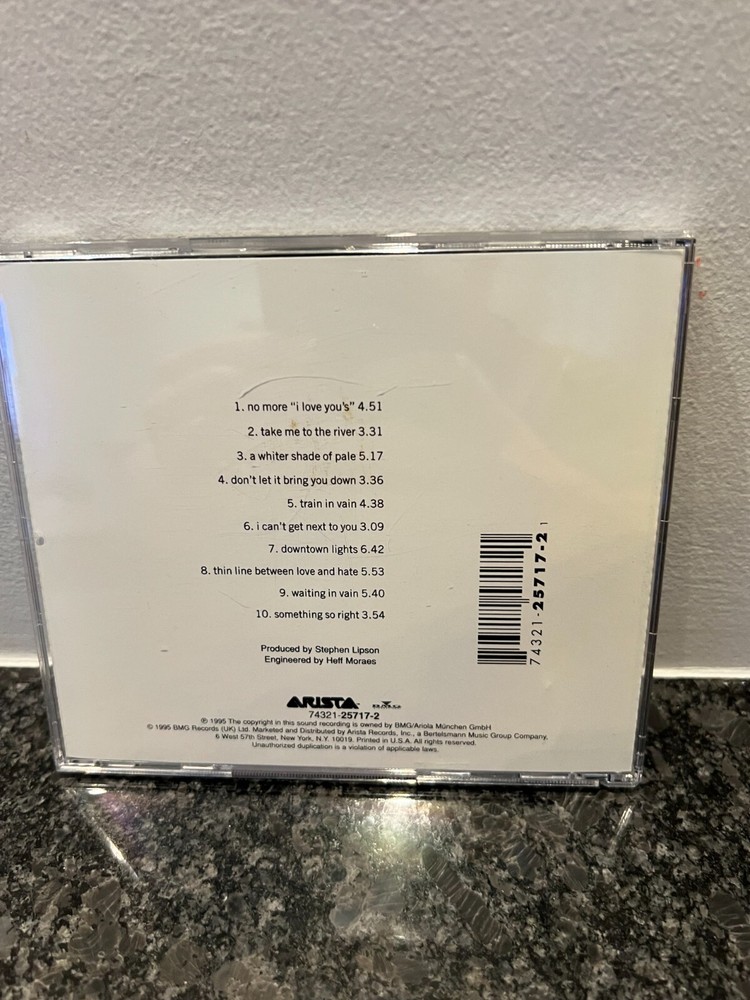 1. no more "i love you's" 4.51
2. take me to the river 3.31
3. a whiter shade of pale 5.17
4. don't let it bring you down 3.36
5. train in vain 4.38
6. i can't get next to you 3.09
7. downtown lights 6.42
8. thin line between love and hate 5.53
9. waiting in vain 5.40
10. something so right 3.54
Produced by Stephen Lipson
Engineered by Heff Moraes
74321-25717-2 1
ARISTA BMG
74321-25717-2
℗ 1995 The copyright in this sound recording is owned by BMG/Ariola München GmbH
© 1995 BMG Records (UK) Ltd. Marketed and Distributed by Arista Records, Inc., a Bertelsmann Music Group Company,
6 West 57th Street, New York, N.Y. 10019. Printed in U.S.A. All rights reserved.
Unauthorized duplication is a violation of applicable laws.